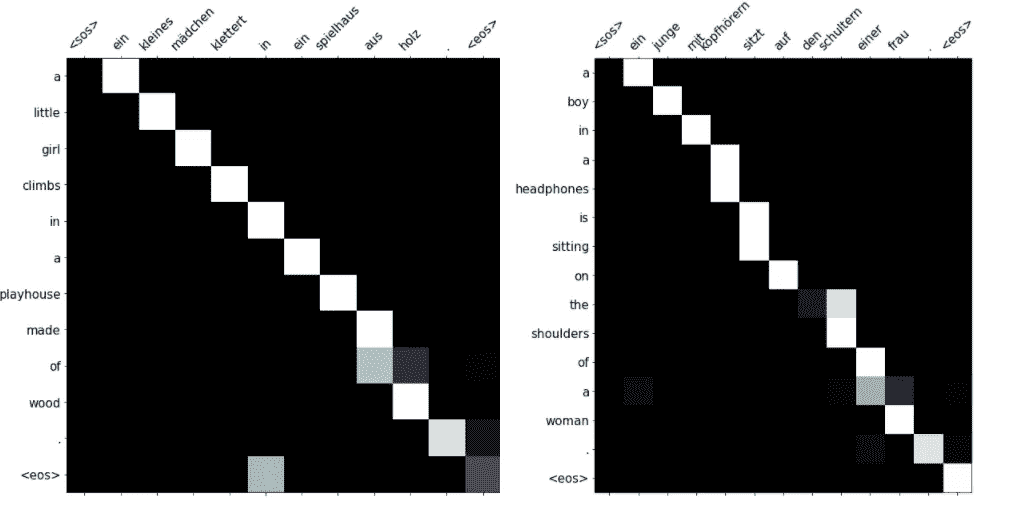 <sos> ein kleines mädchen klettert in ein spielhaus aus holz . <eos>
a
little
girl
climbs
in
a
playhouse
made
of
wood
.
<eos>
<sos> ein junge mit kopfhörern sitzt auf den schultern einer frau . <eos>
a
boy
in
a
headphones
is
sitting
on
the
shoulders
of
a
woman
.
<eos>